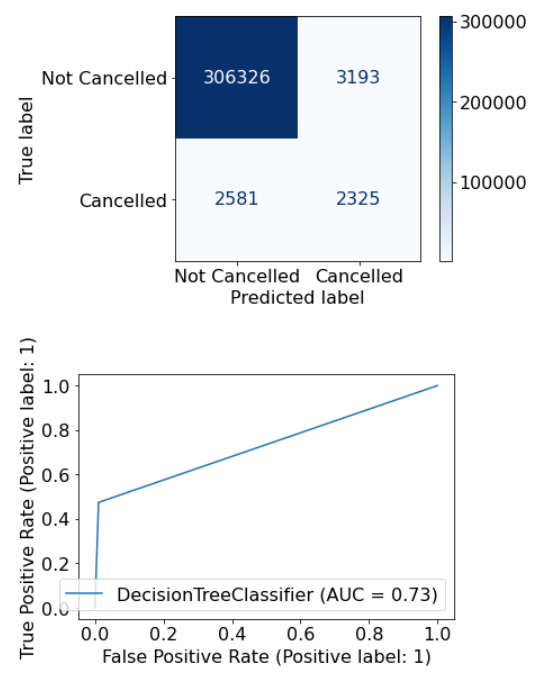 300000
Not Cancelled 306326 3193
200000
True label
100000
Cancelled 2581 2325
Not Cancelled Cancelled
Predicted label
True Positive Rate (Positive label: 1)
1.0
0.8
0.6
0.4
0.2
0.0
DecisionTreeClassifier (AUC = 0.73)
0.0 0.2 0.4 0.6 0.8 1.0
False Positive Rate (Positive label: 1)